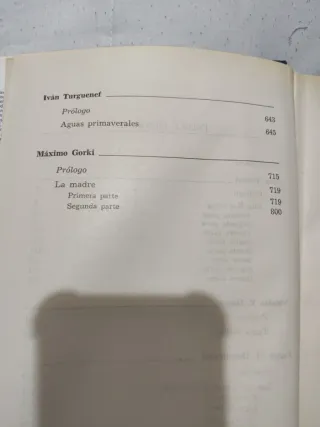 Iván Turguenef
Prólogo 643
Aguas primaverales 645
Máximo Gorki
Prólogo 715
La madre 719
Primera parte 719
Segunda parte 830